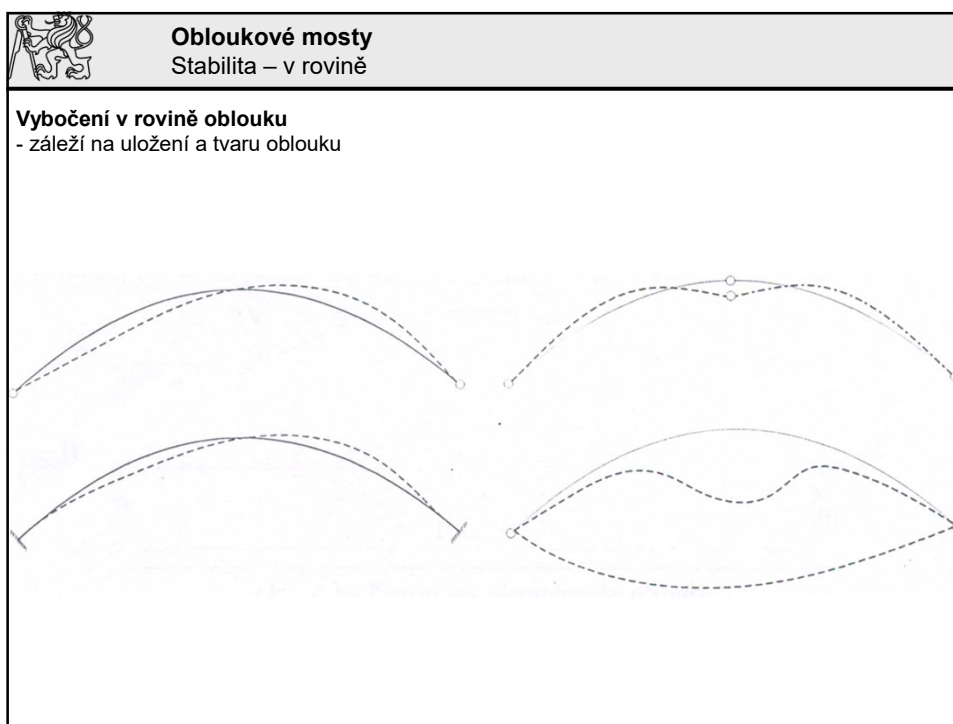 Obloukové mosty
Stabilita – v rovině
Vybočení v rovině oblouku
- záleží na uložení a tvaru oblouku